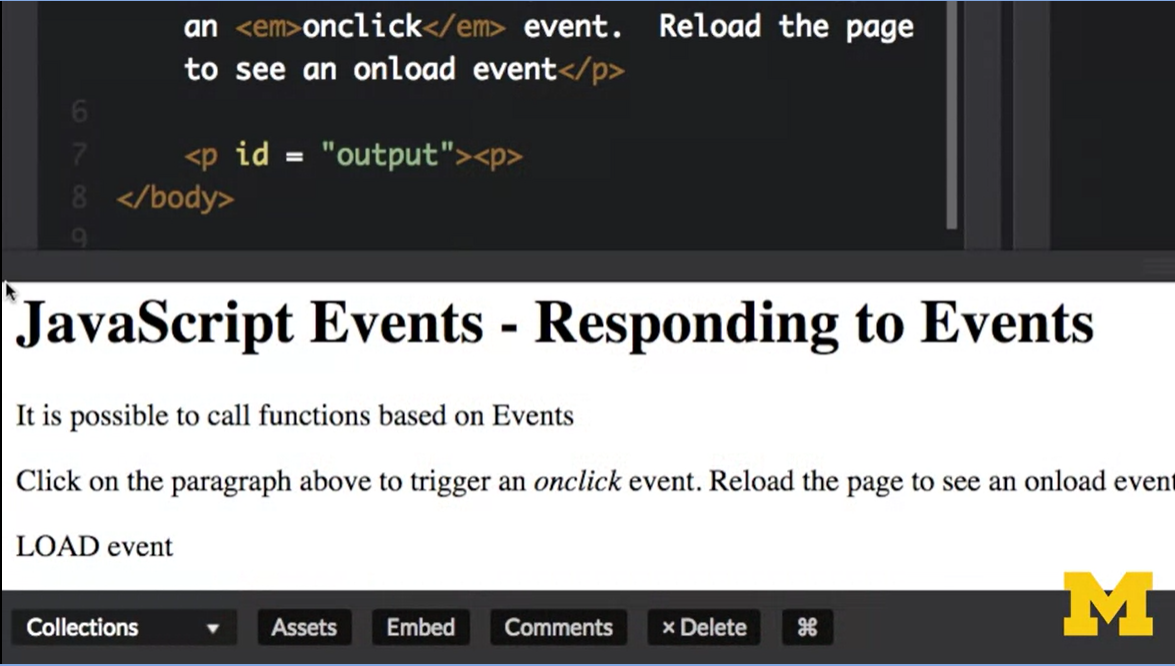 an <em>onclick</em> event.  Reload the page
to see an onload event</p>
6
7 <p id = "output"><p>
8 </body>
9
JavaScript Events - Responding to Events
It is possible to call functions based on Events
Click on the paragraph above to trigger an onclick event. Reload the page to see an onload event
LOAD event
M
Collections ▼ Assets Embed Comments × Delete ⌘